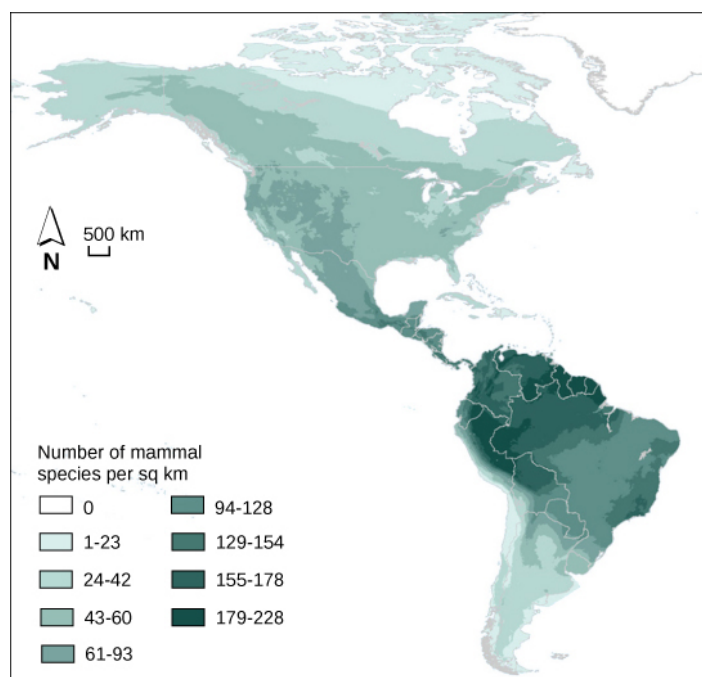 500 km
N
Number of mammal
species per sq km
0
1-23
24-42
43-60
61-93
94-128
129-154
155-178
179-228